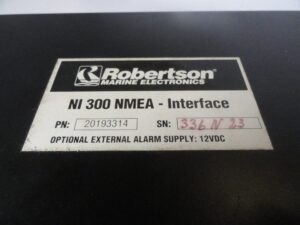 Robertson
MARINE ELECTRONICS
NI 300 NMEA - Interface
PN: 20193314 SN: 336 N 23
OPTIONAL EXTERNAL ALARM SUPPLY: 12VDC